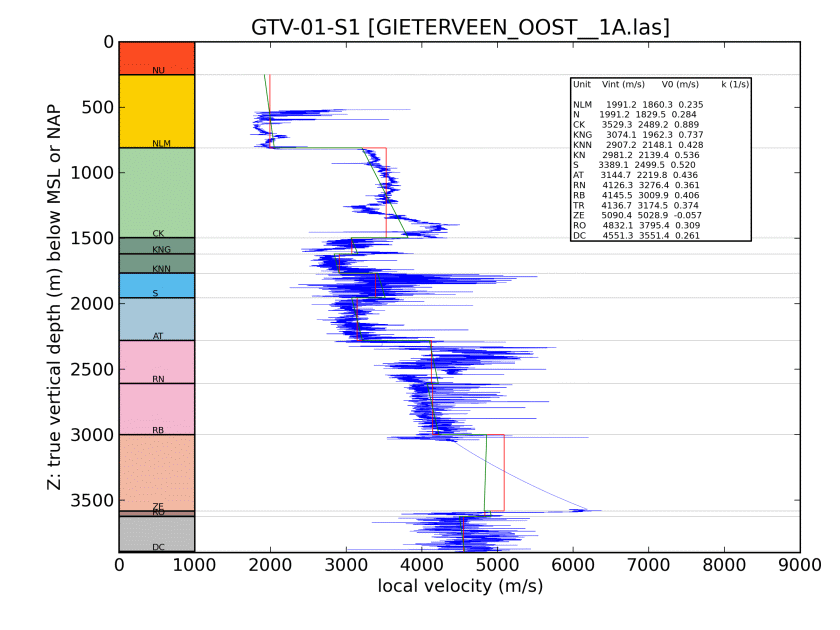 GTV-01-S1 [GIETERVEEN_OOST__1A.las]
Z: true vertical depth (m) below MSL or NAP
0
500
1000
1500
2000
2500
3000
3500
NU
NLM
CK
KNG
KNN
S
AT
RN
RB
ZE
RO
DC
Unit Vint (m/s) V0 (m/s) k (1/s)
NLM 1991.2 1860.3 0.235
N 1991.2 1829.5 0.284
CK 3529.3 2489.2 0.889
KNG 3074.1 1962.3 0.737
KNN 2907.2 2148.1 0.428
KN 2981.2 2139.4 0.536
S 3389.1 2499.5 0.520
AT 3144.7 2219.8 0.436
RN 4126.3 3276.4 0.361
RB 4145.5 3009.9 0.406
TR 4136.7 3174.5 0.374
ZE 5090.4 5028.9 -0.057
RO 4832.1 3795.4 0.309
DC 4551.3 3551.4 0.261
0 1000 2000 3000 4000 5000 6000 7000 8000 9000
local velocity (m/s)